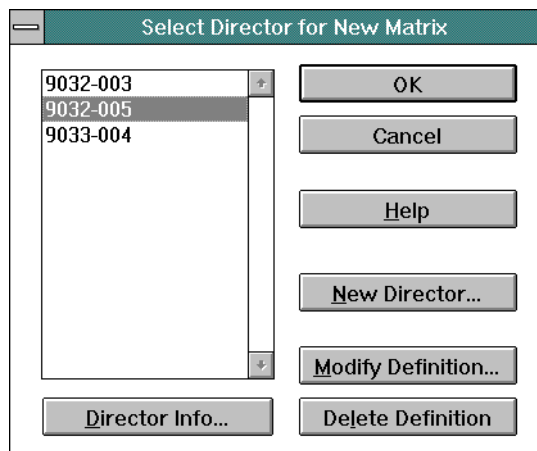 Select Director for New Matrix
9032-003
9032-005
9033-004
OK
Cancel
Help
New Director...
Modify Definition...
Director Info...
Delete Definition